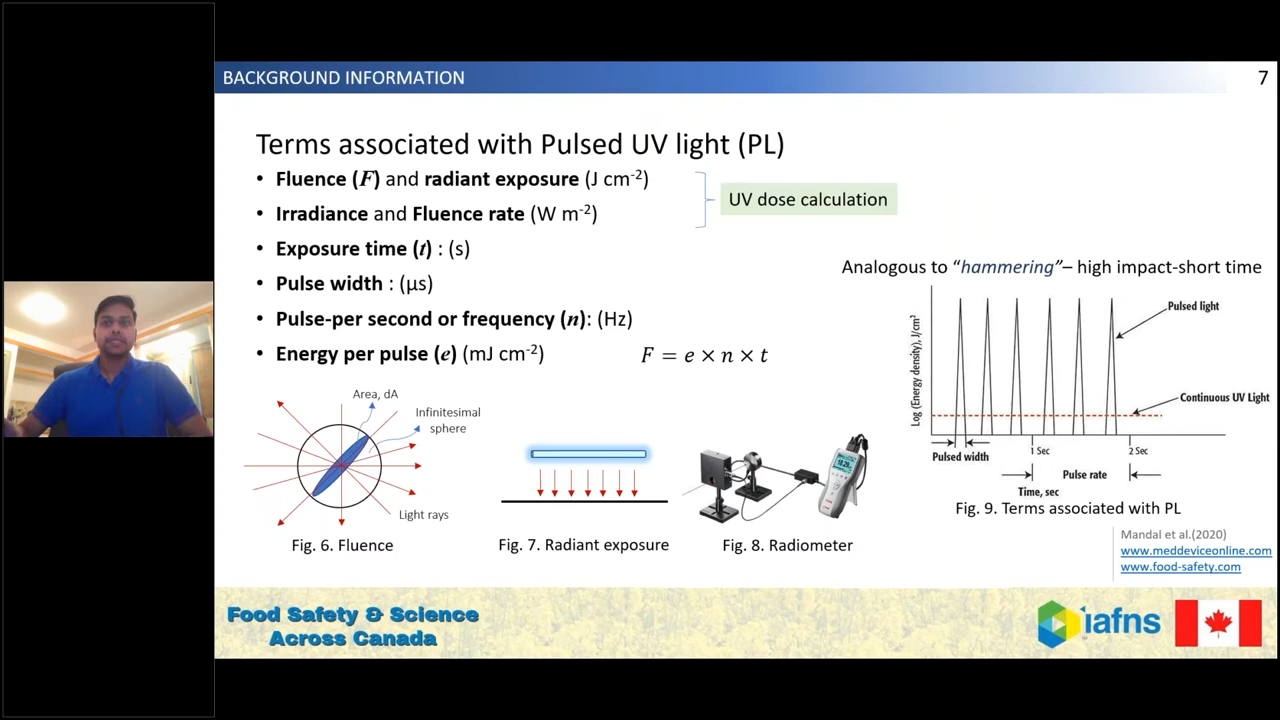 BACKGROUND INFORMATION
7
Terms associated with Pulsed UV light (PL)
• Fluence (F) and radiant exposure (J cm-2)
• Irradiance and Fluence rate (W m-2)
UV dose calculation
• Exposure time (t) : (s)
• Pulse width : (µs)
• Pulse-per second or frequency (n): (Hz)
• Energy per pulse (e) (mJ cm-2)
F = e × n × t
Analogous to “hammering”– high impact-short time
Log (Energy density), J/cm²
Pulsed light
Continuous UV Light
Pulsed width
1 Sec
2 Sec
Pulse rate
Time, sec
Fig. 9. Terms associated with PL
Area, dA
Infinitesimal
sphere
Light rays
Fig. 6. Fluence
Fig. 7. Radiant exposure
Fig. 8. Radiometer
Mandal et al.(2020)
www.meddeviceonline.com
www.food-safety.com
Food Safety & Science
Across Canada
iafns